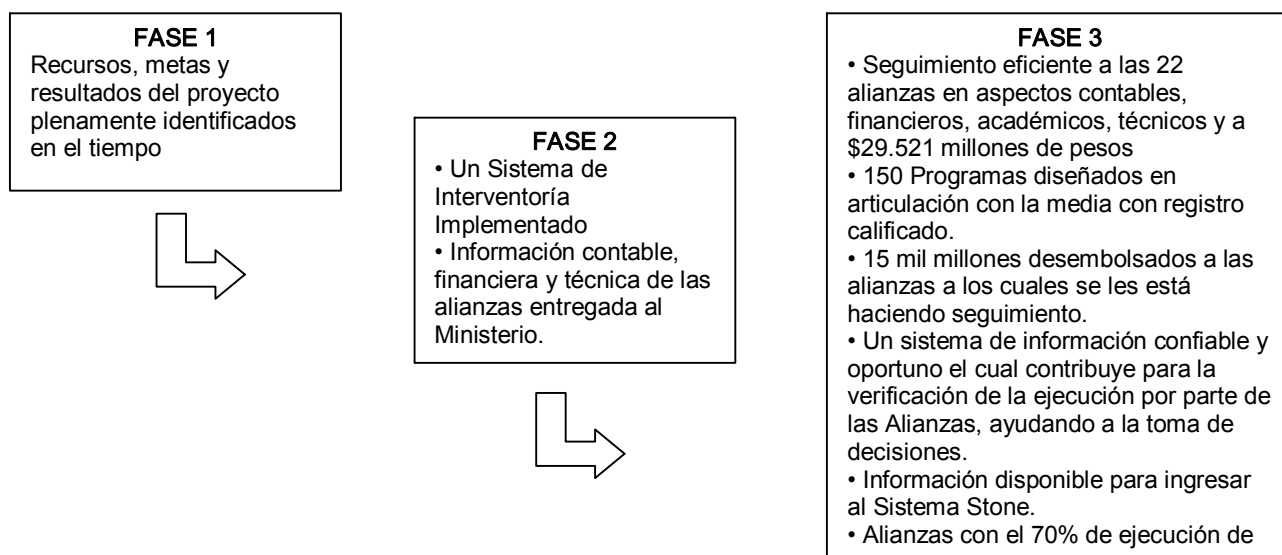 FASE 1
Recursos, metas y
resultados del proyecto
plenamente identificados
en el tiempo
FASE 2
• Un Sistema de
Interventoría
Implementado
• Información contable,
financiera y técnica de las
alianzas entregada al
Ministerio.
FASE 3
• Seguimiento eficiente a las 22
alianzas en aspectos contables,
financieros, académicos, técnicos y a
$29.521 millones de pesos
• 150 Programas diseñados en
articulación con la media con registro
calificado.
• 15 mil millones desembolsados a las
alianzas a los cuales se les está
haciendo seguimiento.
• Un sistema de información confiable y
oportuno el cual contribuye para la
verificación de la ejecución por parte de
las Alianzas, ayudando a la toma de
decisiones.
• Información disponible para ingresar
al Sistema Stone.
• Alianzas con el 70% de ejecución de